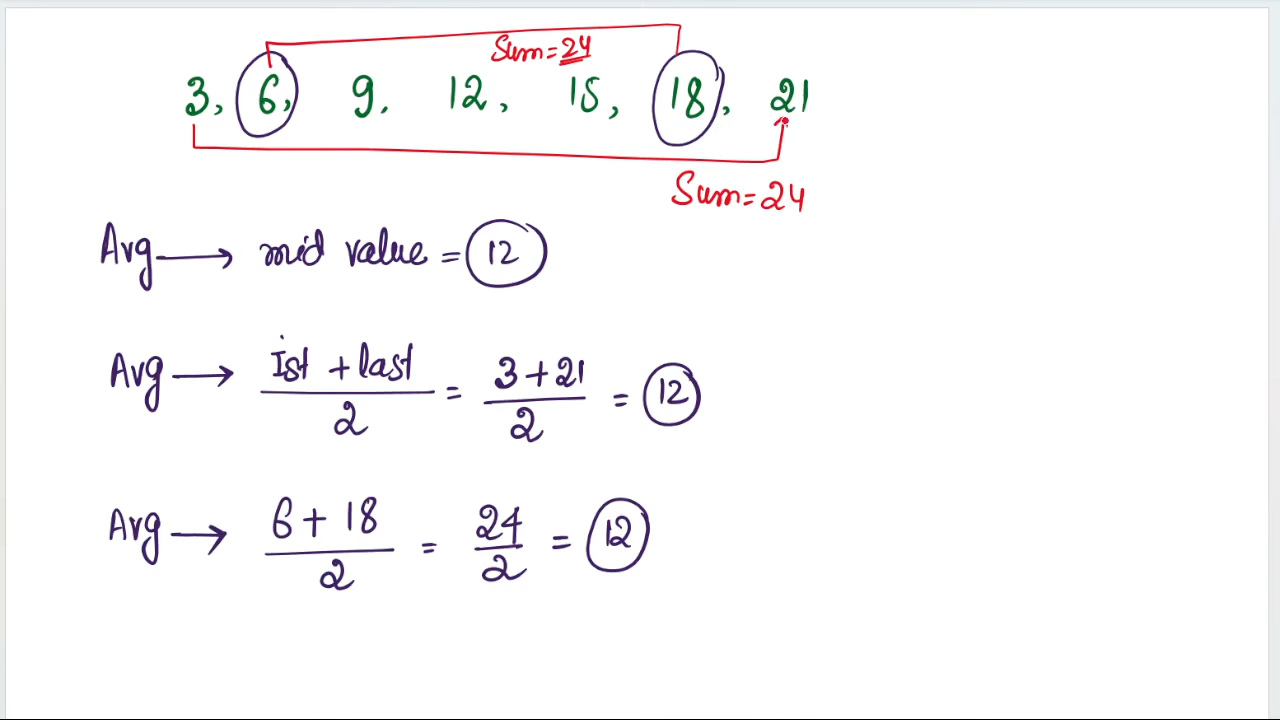 Sum=24
3, 6, 9, 12, 15, 18, 21
Sum=24
Avg → mid value = 12
Avg → Ist + last / 2 = 3+21 / 2 = 12
Avg → 6+18 / 2 = 24 / 2 = 12